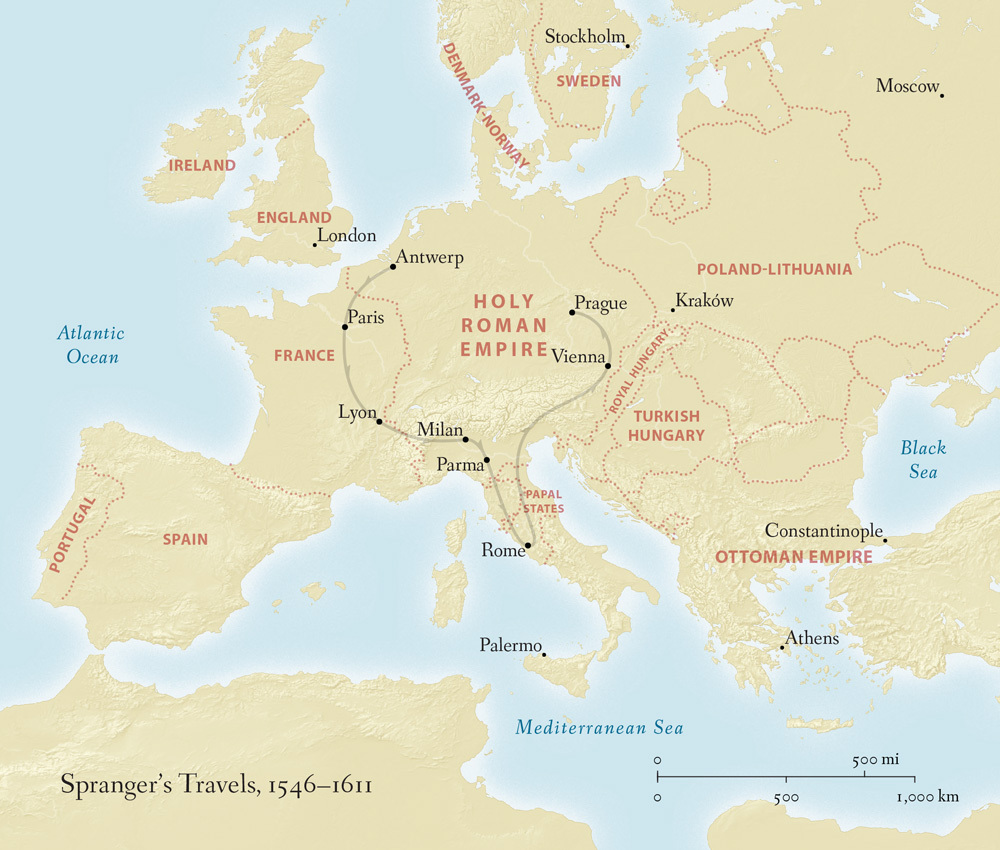 Stockholm
SWEDEN
DENMARK-NORWAY
Moscow
IRELAND
ENGLAND
London
Antwerp
POLAND-LITHUANIA
HOLY
ROMAN
EMPIRE
Prague
Kraków
Paris
Atlantic
Ocean
FRANCE
Vienna
ROYAL HUNGARY
Lyon
Milan
TURKISH
HUNGARY
Parma
Black
Sea
PAPAL
STATES
PORTUGAL
SPAIN
Rome
Constantinople
OTTOMAN EMPIRE
Palermo
Athens
Mediterranean Sea
Spranger's Travels, 1546–1611
0 500 mi
0 500 1,000 km